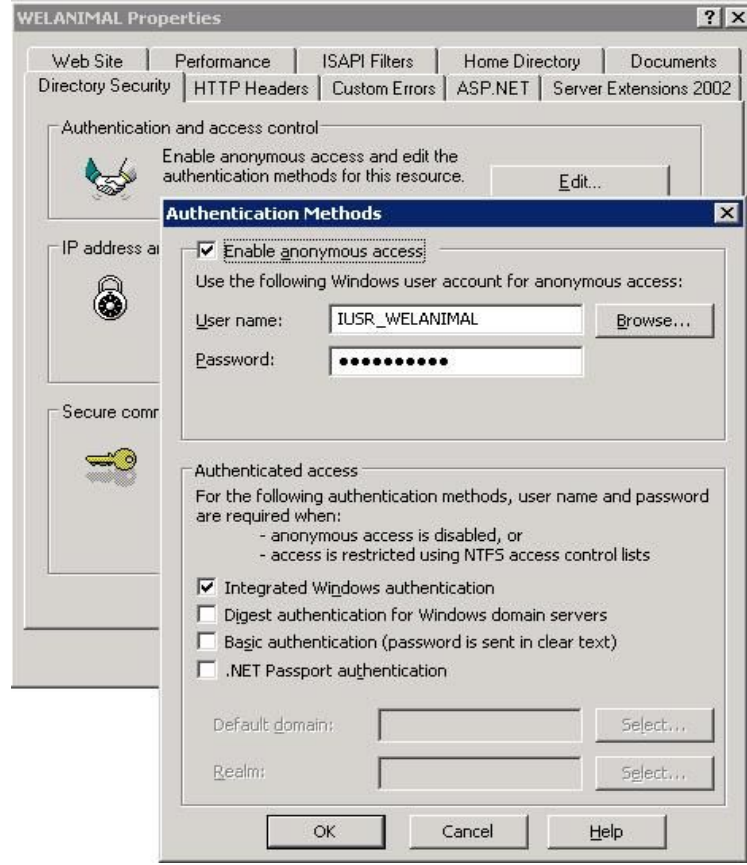 WELANIMAL Properties
Web Site Performance ISAPI Filters Home Directory Documents
Directory Security HTTP Headers Custom Errors ASP.NET Server Extensions 2002
Authentication and access control
Enable anonymous access and edit the
authentication methods for this resource.
Edit...
IP address a
Secure com
Authentication Methods
Enable anonymous access
Use the following Windows user account for anonymous access:
User name: IUSR_WELANIMAL Browse...
Password: ●●●●●●●●●●
Authenticated access
For the following authentication methods, user name and password
are required when:
- anonymous access is disabled, or
- access is restricted using NTFS access control lists
Integrated Windows authentication
Digest authentication for Windows domain servers
Basic authentication (password is sent in clear text)
.NET Passport authentication
Default domain: Select...
Realm: Select...
OK Cancel Help